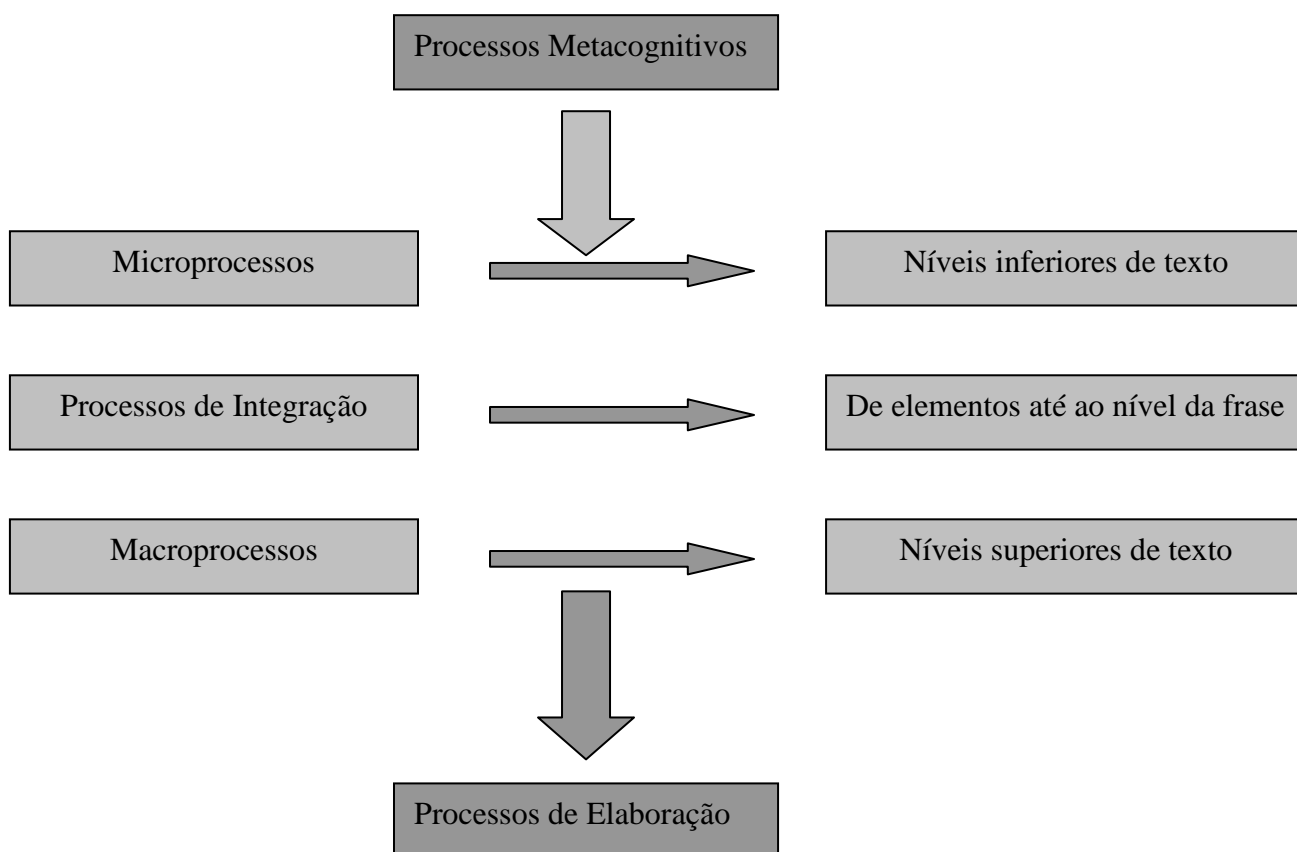 Processos Metacognitivos
Microprocessos
Níveis inferiores de texto
Processos de Integração
De elementos até ao nível da frase
Macroprocessos
Níveis superiores de texto
Processos de Elaboração